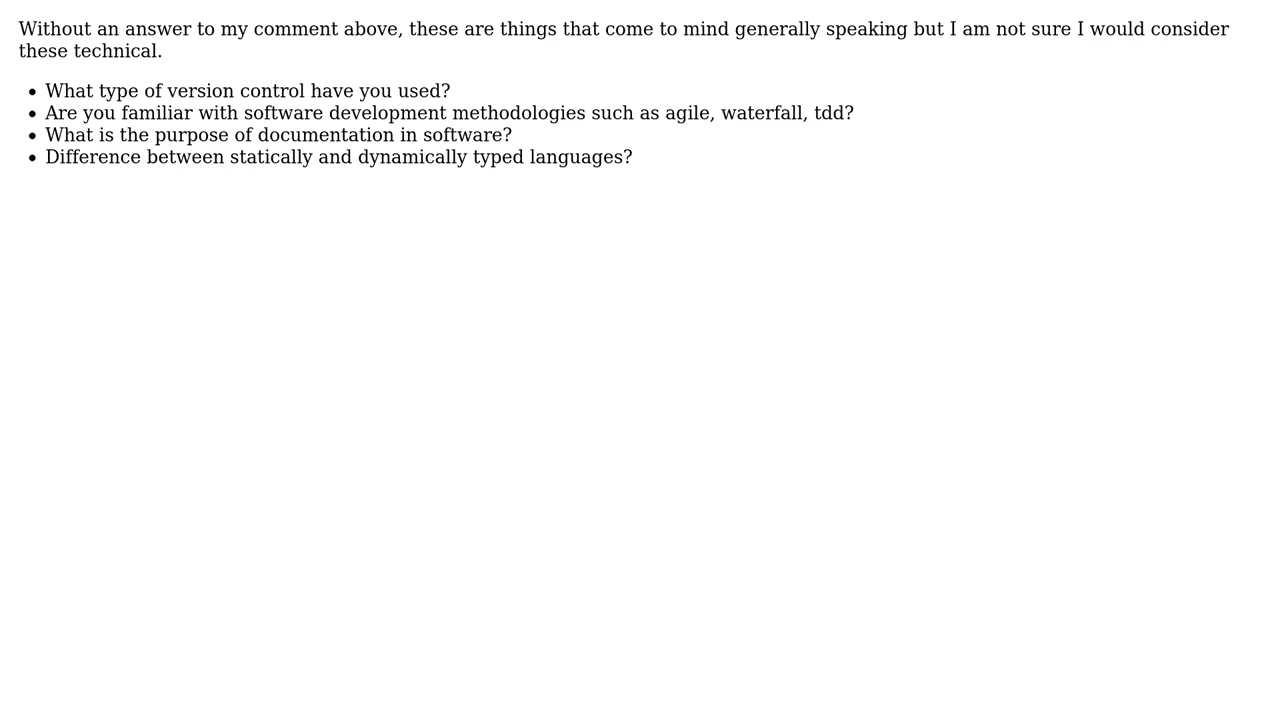 Without an answer to my comment above, these are things that come to mind generally speaking but I am not sure I would consider
these technical.
• What type of version control have you used?
• Are you familiar with software development methodologies such as agile, waterfall, tdd?
• What is the purpose of documentation in software?
• Difference between statically and dynamically typed languages?